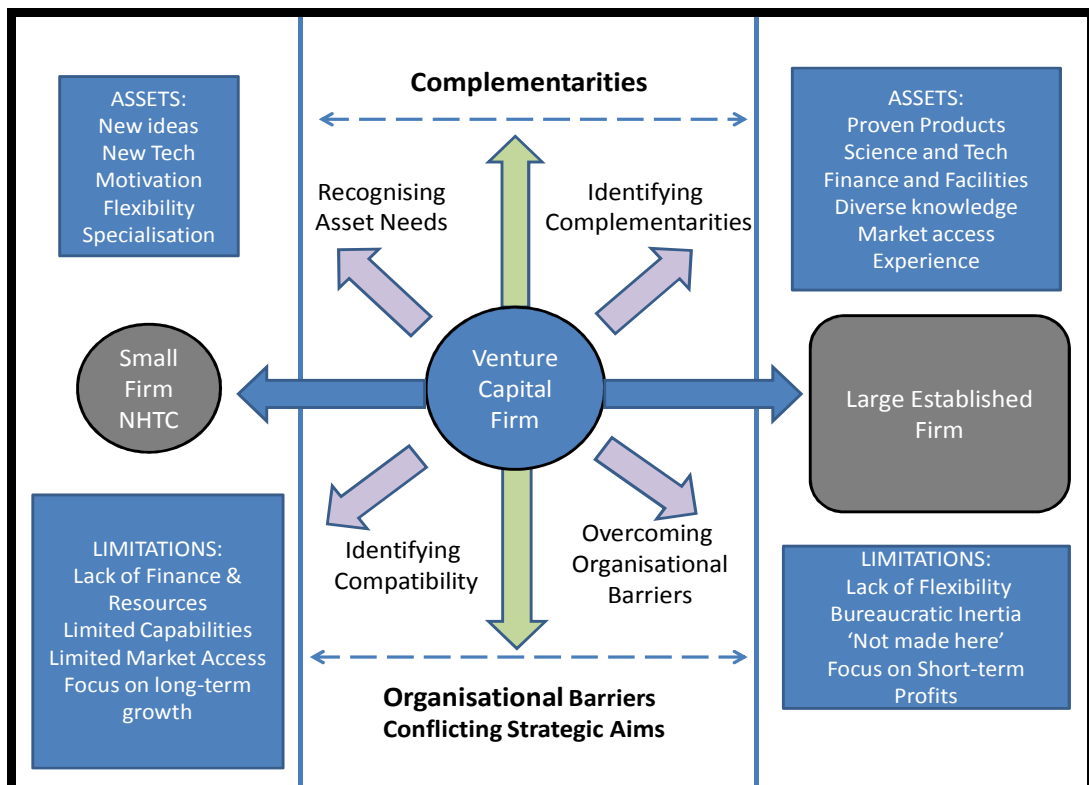 ASSETS:
New ideas
New Tech
Motivation
Flexibility
Specialisation
Small
Firm
NHTC
LIMITATIONS:
Lack of Finance &
Resources
Limited Capabilities
Limited Market Access
Focus on long-term
growth
Complementarities
Recognising
Asset Needs
Identifying
Complementarities
Venture
Capital
Firm
Identifying
Compatibility
Overcoming
Organisational
Barriers
Organisational Barriers
Conflicting Strategic Aims
ASSETS:
Proven Products
Science and Tech
Finance and Facilities
Diverse knowledge
Market access
Experience
Large Established
Firm
LIMITATIONS:
Lack of Flexibility
Bureaucratic Inertia
‘Not made here’
Focus on Short-term
Profits